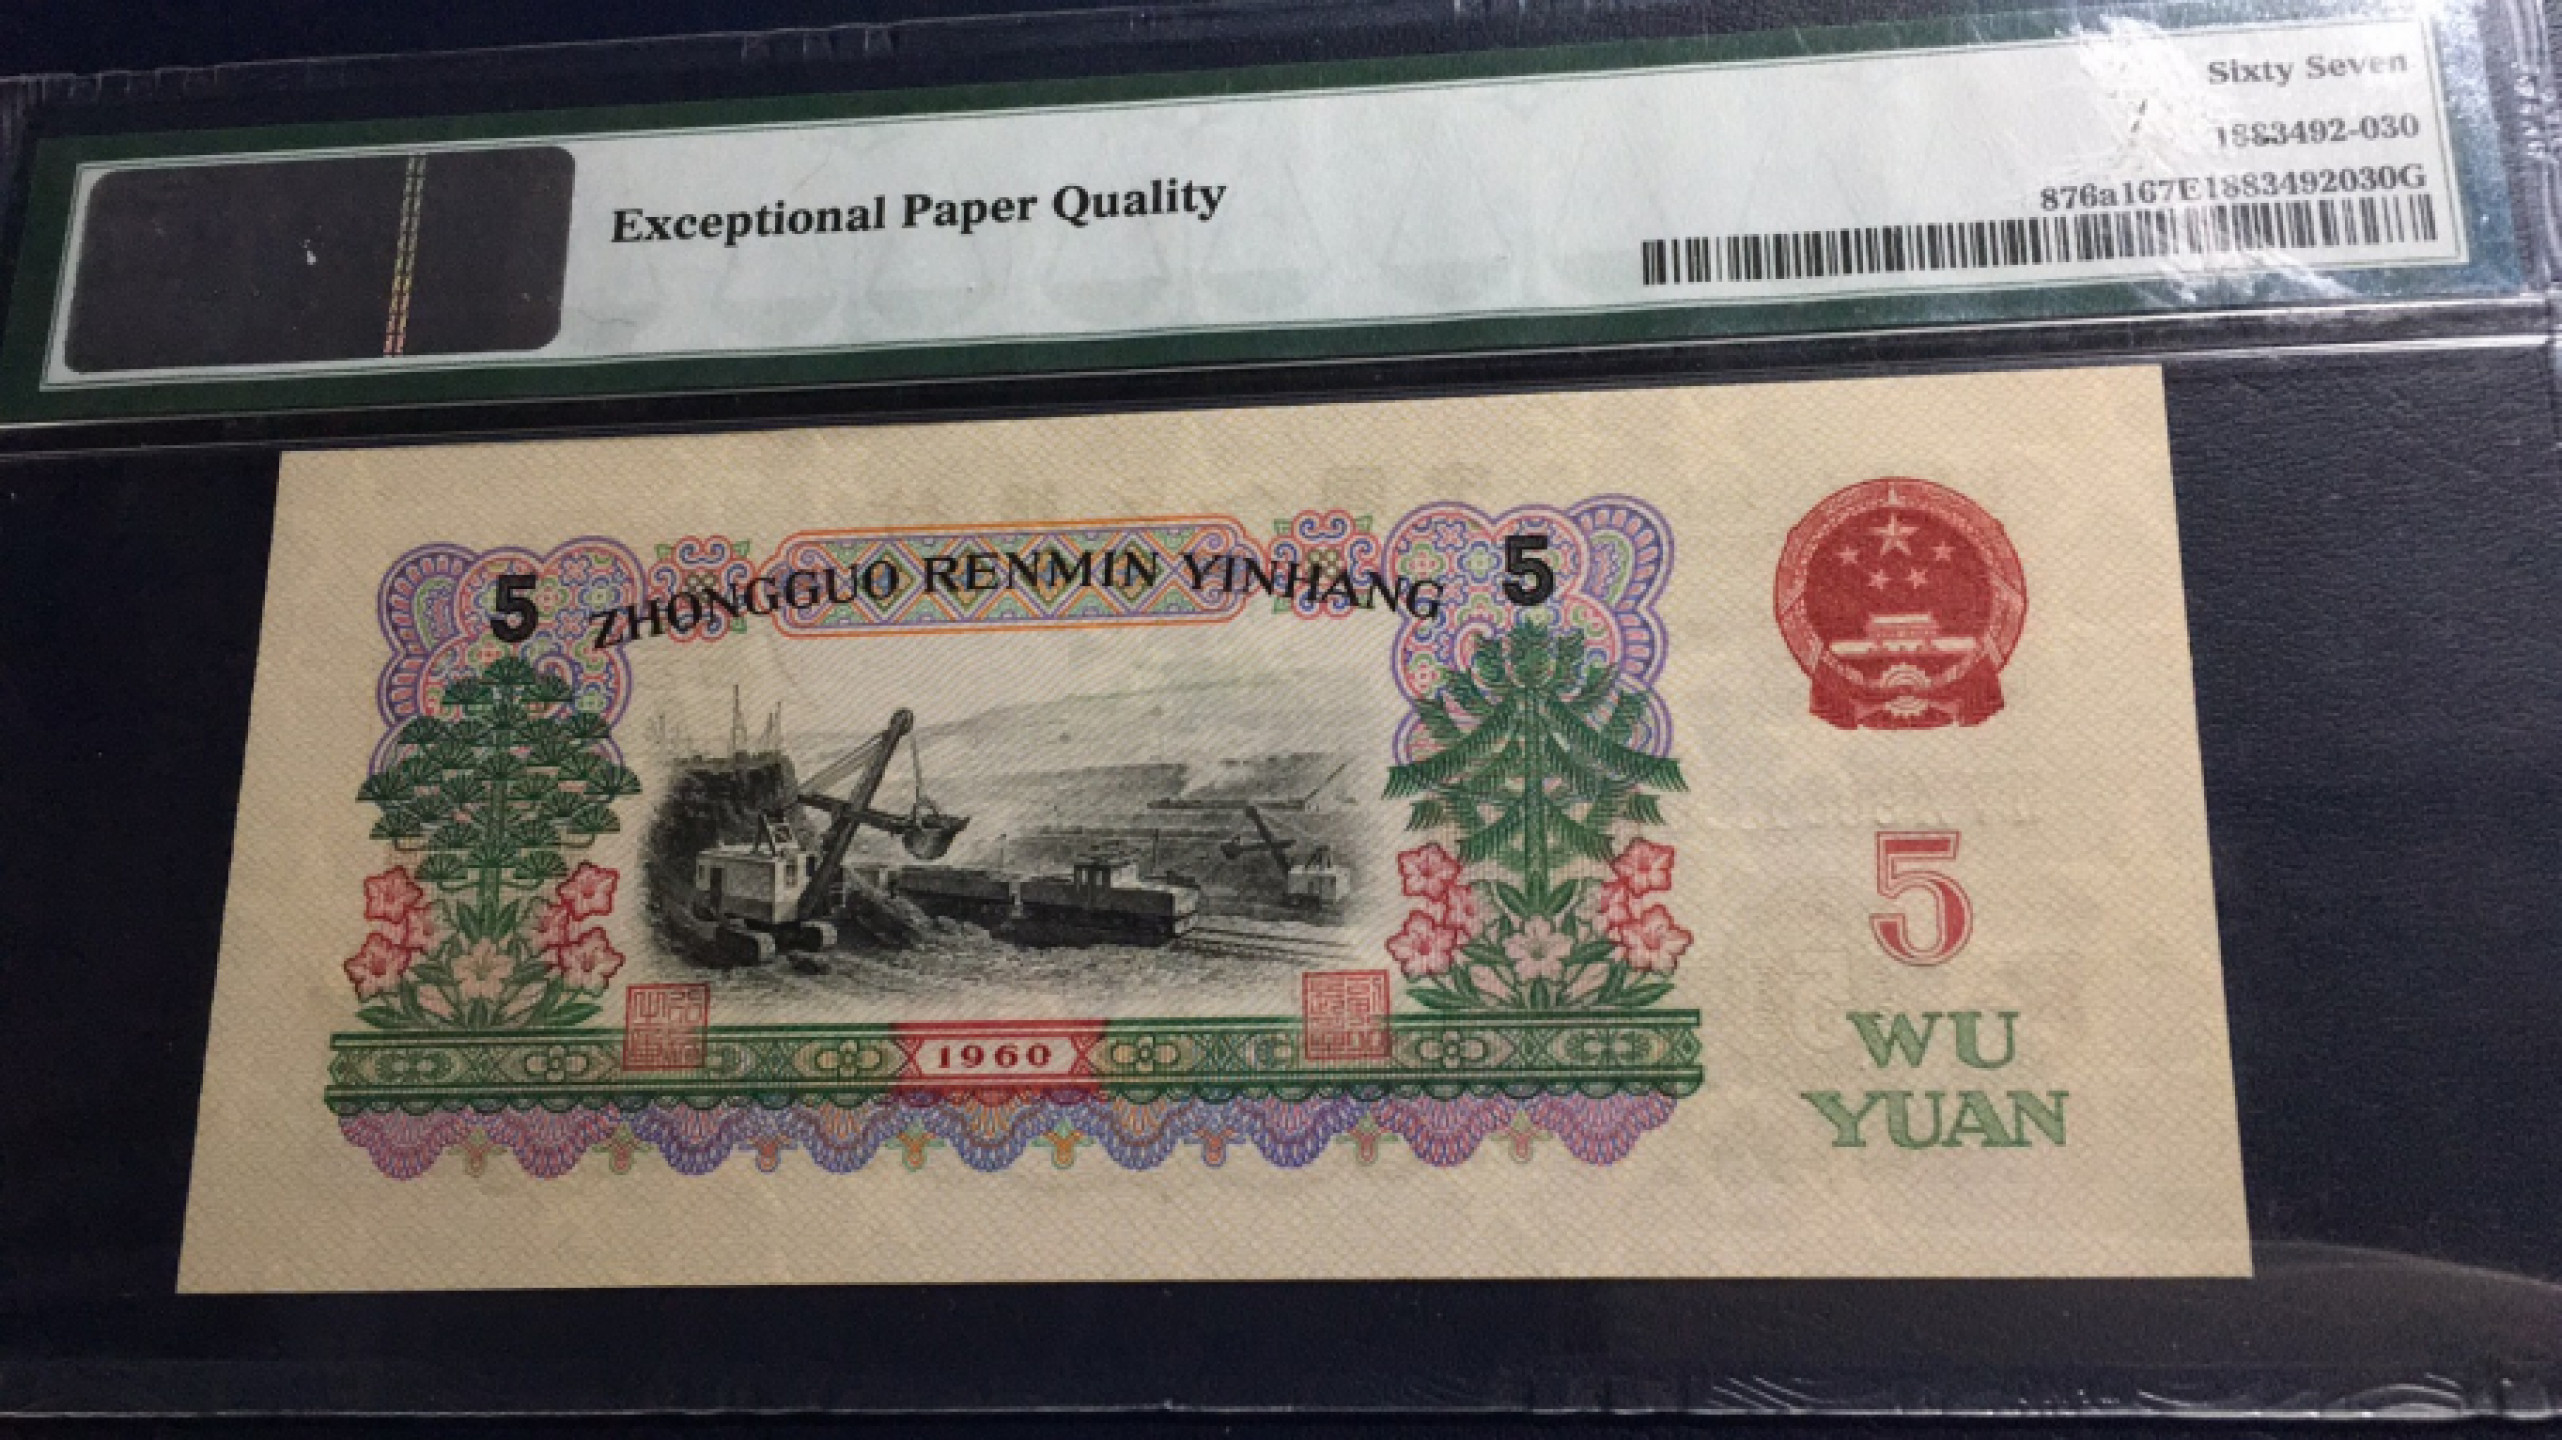 Sixty Seven
1883492-030
Exceptional Paper Quality
876a167E1883492030G
5 ZHONGGUO RENMIN YINHANG 5
5
1960
WU
YUAN